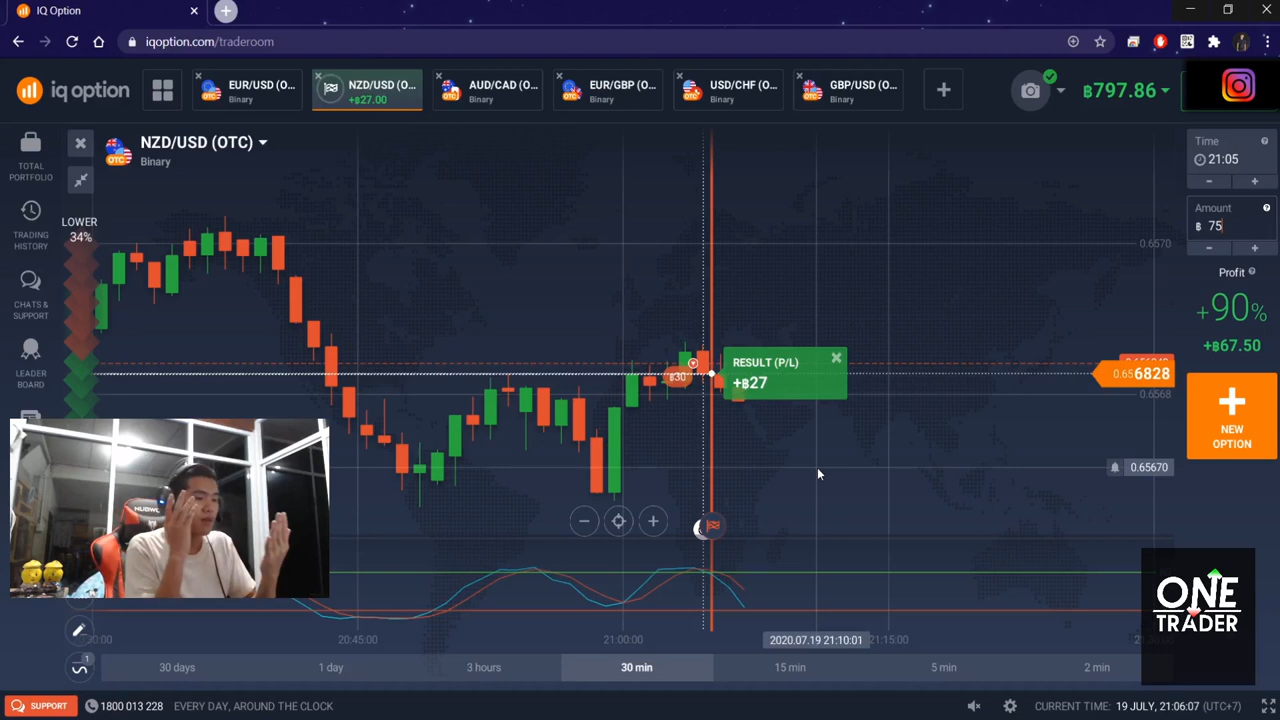 IQ Option
iqoption.com/traderoom
iq option
EUR/USD (O...
Binary
NZD/USD (O...
+฿27.00
AUD/CAD (O...
Binary
EUR/GBP (O...
Binary
USD/CHF (O...
Binary
GBP/USD (O...
Binary
฿797.86
TOTAL
PORTFOLIO
TRADING
HISTORY
CHATS &
SUPPORT
LEADER
BOARD
NZD/USD (OTC)
Binary
OTC
LOWER
34%
Time
21:05
Amount
฿ 75
Profit
+90%
+฿67.50
NEW
OPTION
0.6570
0.656828
0.6568
0.65670
฿30
RESULT (P/L)
+฿27
NUBWO
ONE
TRADER
20:45:00
21:00:00
2020.07.19 21:10:01
21:15:00
1
30 days
1 day
3 hours
30 min
15 min
5 min
2 min
SUPPORT
1800 013 228
EVERY DAY, AROUND THE CLOCK
CURRENT TIME: 19 JULY, 21:06:07 (UTC+7)